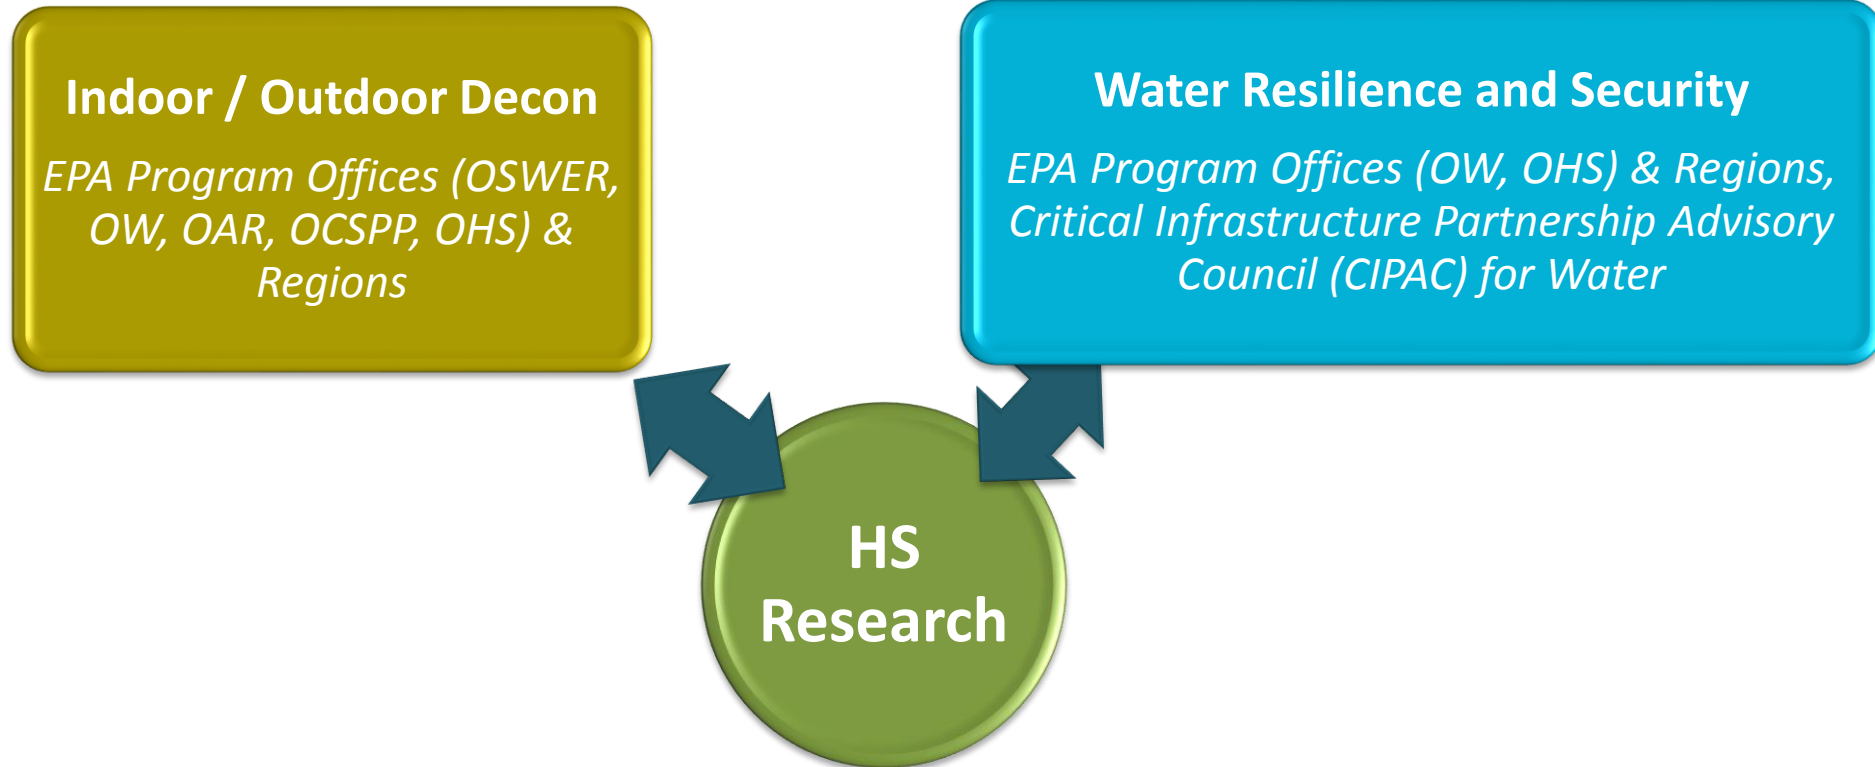 Indoor / Outdoor Decon
EPA Program Offices (OSWER,
OW, OAR, OCSPP, OHS) &
Regions
Water Resilience and Security
EPA Program Offices (OW, OHS) & Regions,
Critical Infrastructure Partnership Advisory
Council (CIPAC) for Water
HS
Research